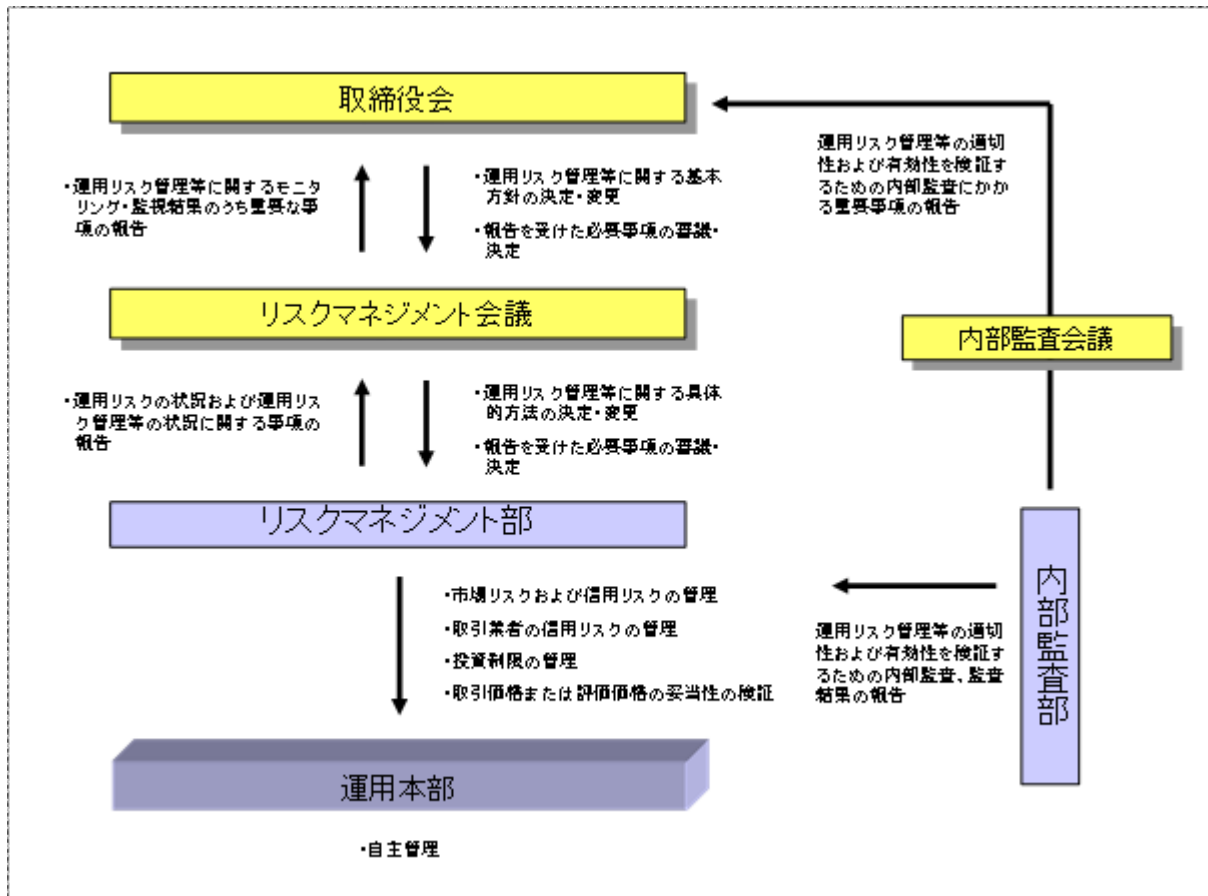 取締役会
・運用リスク管理等に関するモニタ
リング・監視結果のうち重要な事
項の報告
・運用リスク管理等に関する基本
方針の決定・変更
・報告を受けた必要事項の審議・
決定
運用リスク管理等の適切
性および有効性を検証す
るための内部監査にかか
る重要事項の報告
リスクマネジメント会議
内部監査会議
・運用リスクの状況および運用リス
ク管理等の状況に関する事項の
報告
・運用リスク管理等に関する具体
的方法の決定・変更
・報告を受けた必要事項の審議・
決定
リスクマネジメント部
内部監査部
・市場リスクおよび信用リスクの管理
・取引業者の信用リスクの管理
・投資制限の管理
・取引価格または評価価格の妥当性の検証
運用リスク管理等の適切
性および有効性を検証す
るための内部監査、監査
結果の報告
運用本部
・自主管理